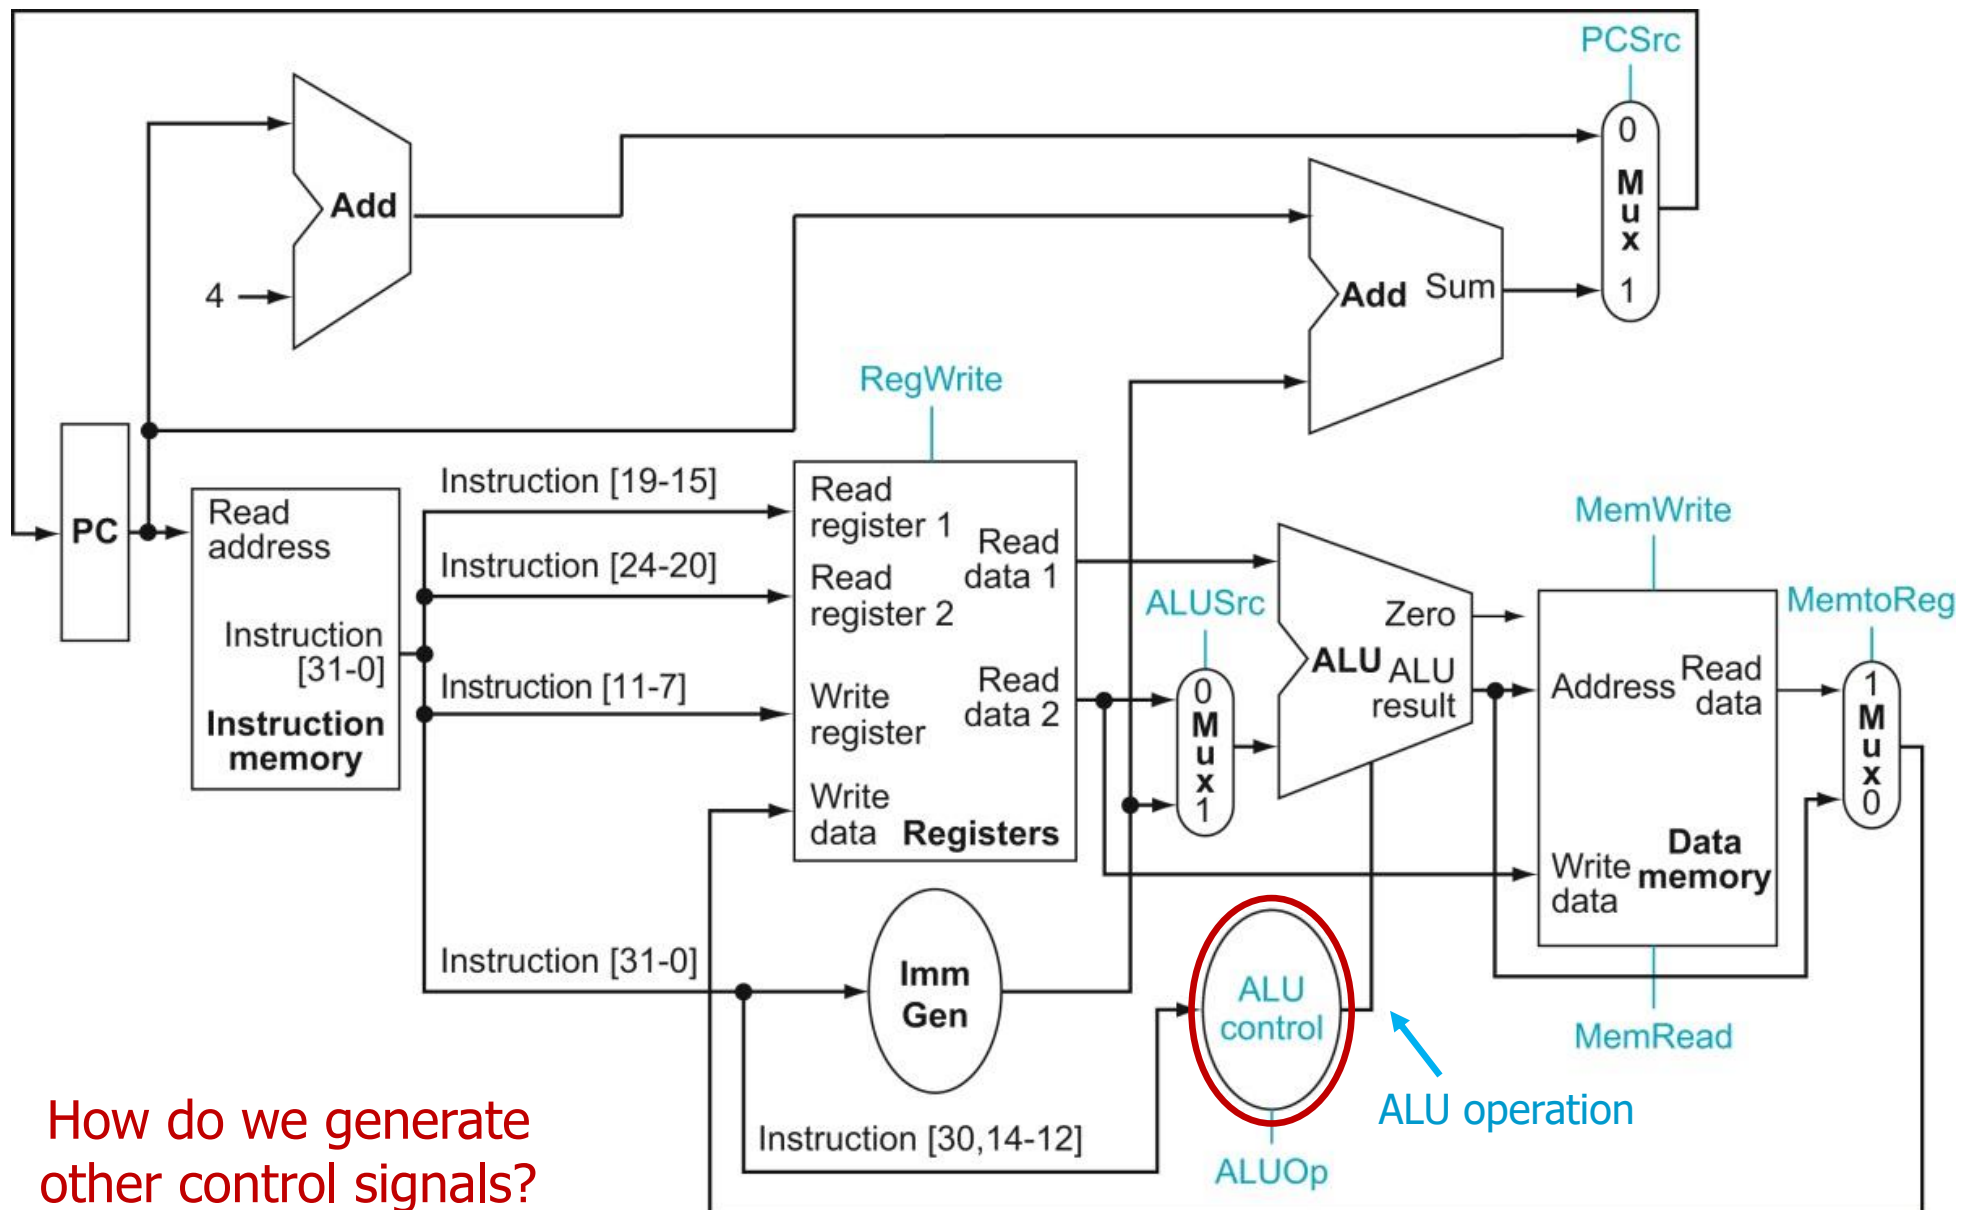 PCSrc
0
M
u
x
1
Add
4
Add
Sum
RegWrite
PC
Read
address
Instruction
[31-0]
Instruction
memory
Instruction [19-15]
Instruction [24-20]
Instruction [11-7]
Instruction [31-0]
Read
register 1
Read
register 2
Write
register
Write
data
Registers
Read
data 1
Read
data 2
ALUSrc
0
M
u
x
1
Zero
ALU
ALU
result
MemWrite
Address
Read
data
Write
data
Data
memory
MemRead
MemtoReg
1
M
u
x
0
Imm
Gen
ALU
control
ALU operation
Instruction [30,14-12]
ALUOp
How do we generate
other control signals?